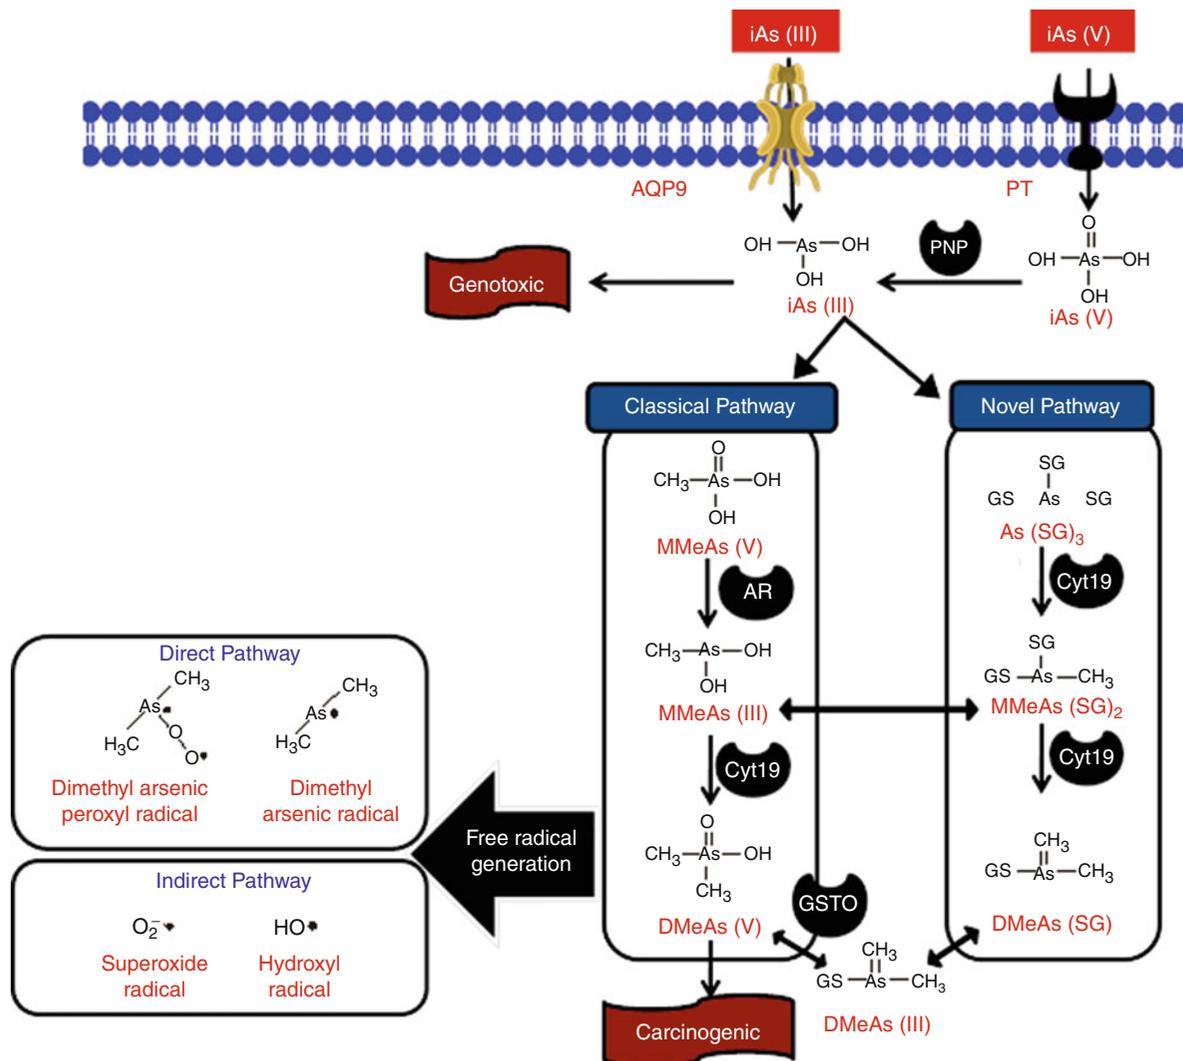 iAs (III)
iAs (V)
AQP9
PT
OH
As
OH
OH
iAs (III)
PNP
O
OH
As
OH
OH
iAs (V)
Genotoxic
Classical Pathway
Novel Pathway
O
CH3
As
OH
OH
MMeAs (V)
AR
CH3
As
OH
OH
MMeAs (III)
Cyt19
O
CH3
As
OH
CH3
DMeAs (V)
GSTO
Carcinogenic
SG
GS
As
SG
As (SG)3
Cyt19
SG
GS
As
CH3
MMeAs (SG)2
Cyt19
CH3
GS
As
CH3
DMeAs (SG)
CH3
GS
As
CH3
DMeAs (III)
Free radical
generation
Direct Pathway
CH3
As
H3C
O
O
Dimethyl arsenic
peroxyl radical
CH3
As
H3C
Dimethyl
arsenic radical
Indirect Pathway
O2−•
Superoxide
radical
HO•
Hydroxyl
radical